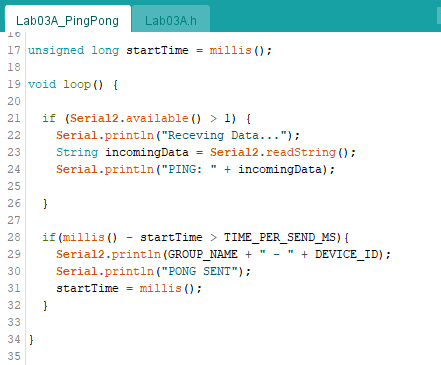 Lab03A_PingPong Lab03A.h
16
17 unsigned long startTime = millis();
18
19 void loop() {
20
21   if (Serial2.available() > 1) {
22     Serial.println("Receving Data...");
23     String incomingData = Serial2.readString();
24     Serial.println("PING: " + incomingData);
25
26   }
27
28   if(millis() - startTime > TIME_PER_SEND_MS){
29     Serial2.println(GROUP_NAME + " - " + DEVICE_ID);
30     Serial.println("PONG SENT");
31     startTime = millis();
32   }
33
34 }
35